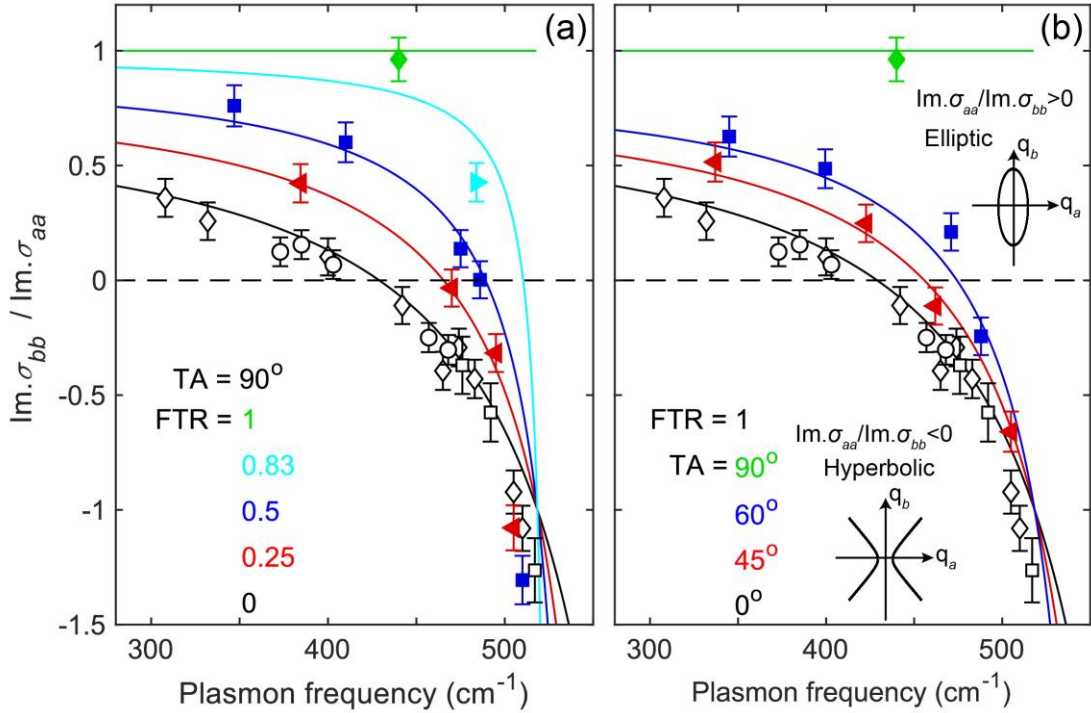 (a)
1
0.5
0
-0.5
-1
-1.5
Im.σbb / Im.σaa
TA = 90°
FTR = 1
0.83
0.5
0.25
0
300
400
500
Plasmon frequency (cm⁻¹)
(b)
Im.σaa/Im.σbb>0
Elliptic
qb
qa
FTR = 1
Im.σaa/Im.σbb<0
TA = 90°
Hyperbolic
60°
45°
0°
qb
qa
300
400
500
Plasmon frequency (cm⁻¹)